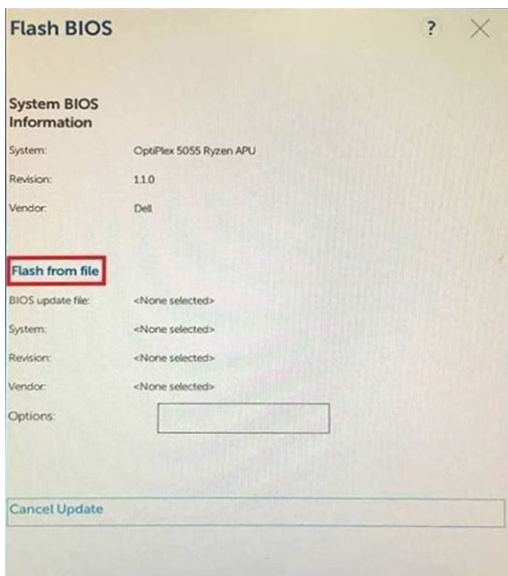 Flash BIOS ?
System BIOS
Information
System: OptiPlex 5055 Ryzen APU
Revision: 1.1.0
Vendor: Dell
Flash from file
BIOS update file: <None selected>
System: <None selected>
Revision: <None selected>
Vendor: <None selected>
Options:
Cancel Update